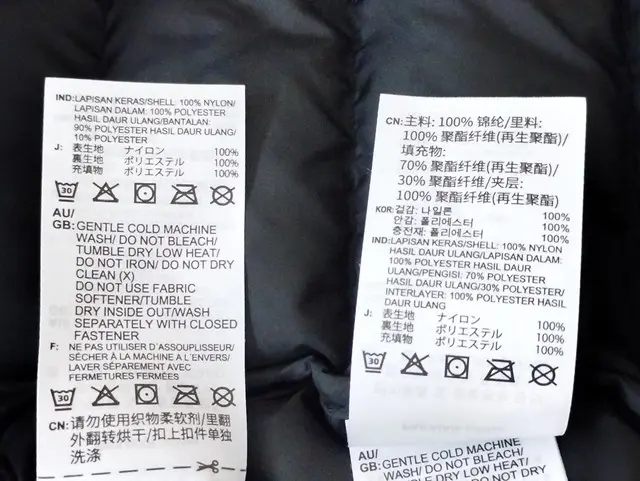 IND:LAPISAN KERAS/SHELL: 100% NYLON/
LAPISAN DALAM: 100% POLYESTER
HASIL DAUR ULANG/BANTALAN:
90% POLYESTER HASIL DAUR ULANG/
10% POLYESTER
J: 表生地 ナイロン 100%
裏生地 ポリエステル 100%
充填物 ポリエステル 100%
30
AU/
GB:GENTLE COLD MACHINE
WASH/ DO NOT BLEACH/
TUMBLE DRY LOW HEAT/
DO NOT IRON/ DO NOT DRY
CLEAN (X)
DO NOT USE FABRIC
SOFTENER/TUMBLE
DRY INSIDE OUT/WASH
SEPARATELY WITH CLOSED
FASTENER
F: NE PAS UTILISER D'ASSOUPLISEUR/
SÉCHER À LA MACHINE A L'ENVERS/
LAVER SÉPAREMENT AVEC
FERMETURES FERMÉES
30
CN:请勿使用织物柔软剂/里翻
外翻转烘干/扣上扣件单独
洗涤
CN:主料: 100% 锦纶/里料:
100% 聚酯纤维(再生聚酯)/
填充物:
70% 聚酯纤维(再生聚酯)/
30% 聚酯纤维/夹层:
100% 聚酯纤维(再生聚酯)
KOR:겉감: 나일론 100%
안감: 폴리에스터 100%
충전재: 폴리에스터 100%
IND:LAPISAN KERAS/SHELL: 100% NYLON
HASIL DAUR ULANG/LAPISAN DALAM:
100% POLYESTER HASIL DAUR
ULANG/PENGISI: 70% POLYESTER
HASIL DAUR ULANG/30% POLYESTER/
INTERLAYER: 100% POLYESTER HASIL
DAUR ULANG
J: 表生地 ナイロン 100%
裏生地 ポリエステル 100%
充填物 ポリエステル 100%
30
AU/
GB:GENTLE COLD MACHINE
WASH/ DO NOT BLEACH/
TUMBLE DRY LOW HEAT/
DO NOT IRON/ DO NOT DRY